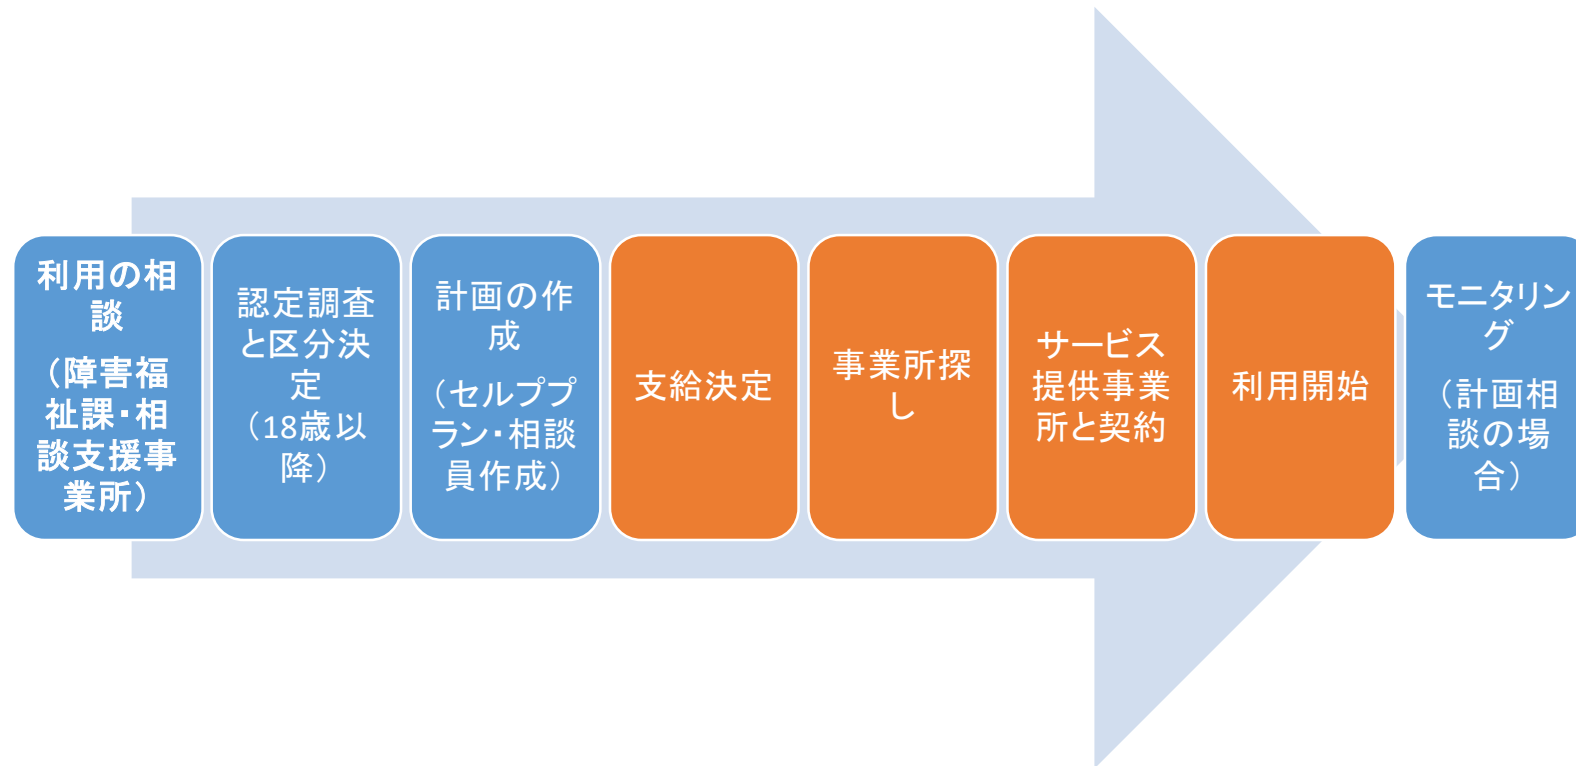 利用の相
談
（障害福
祉課・相
談支援事
業所）
認定調査
と区分決
定
（18歳以
降）
計画の作
成
（セルププ
ラン・相談
員作成）
支給決定
事業所探
し
サービス
提供事業
所と契約
利用開始
モニタリン
グ
（計画相
談の場
合）